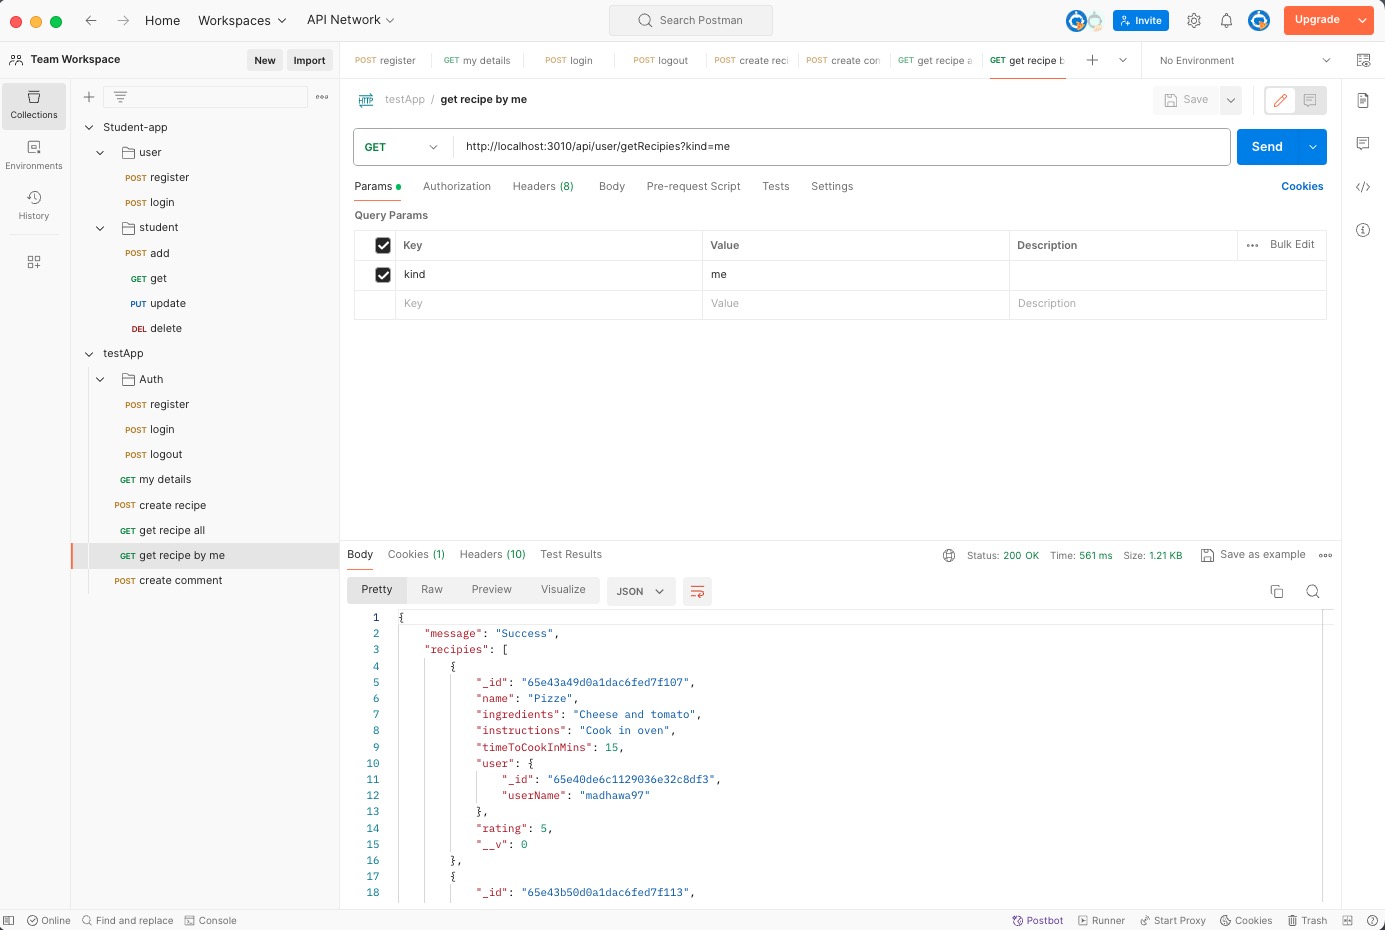 Home
Workspaces
API Network
Search Postman
Invite
Upgrade
Team Workspace
New
Import
POST register
GET my details
POST login
POST logout
POST create reci
POST create con
GET get recipe a
GET get recipe b
No Environment
Collections
Environments
History
Student-app
user
POST register
POST login
student
POST add
GET get
PUT update
DEL delete
testApp
Auth
POST register
POST login
POST logout
GET my details
POST create recipe
GET get recipe all
GET get recipe by me
POST create comment
HTTP testApp / get recipe by me
Save
GET http://localhost:3010/api/user/getRecipies?kind=me
Send
Params Authorization Headers (8) Body Pre-request Script Tests Settings Cookies
Query Params
Key Value Description Bulk Edit
kind me
Key Value Description
Body Cookies (1) Headers (10) Test Results
Status: 200 OK Time: 561 ms Size: 1.21 KB Save as example
Pretty Raw Preview Visualize JSON
1 {
2 "message": "Success",
3 "recipies": [
4 {
5 "_id": "65e43a49d0a1dac6fed7f107",
6 "name": "Pizze",
7 "ingredients": "Cheese and tomato",
8 "instructions": "Cook in oven",
9 "timeToCookInMins": 15,
10 "user": {
11 "_id": "65e40de6c1129036e32c8df3",
12 "userName": "madhawa97"
13 },
14 "rating": 5,
15 "__v": 0
16 },
17 {
18 "_id": "65e43b50d0a1dac6fed7f113",
Online Find and replace Console Postbot Runner Start Proxy Cookies Trash